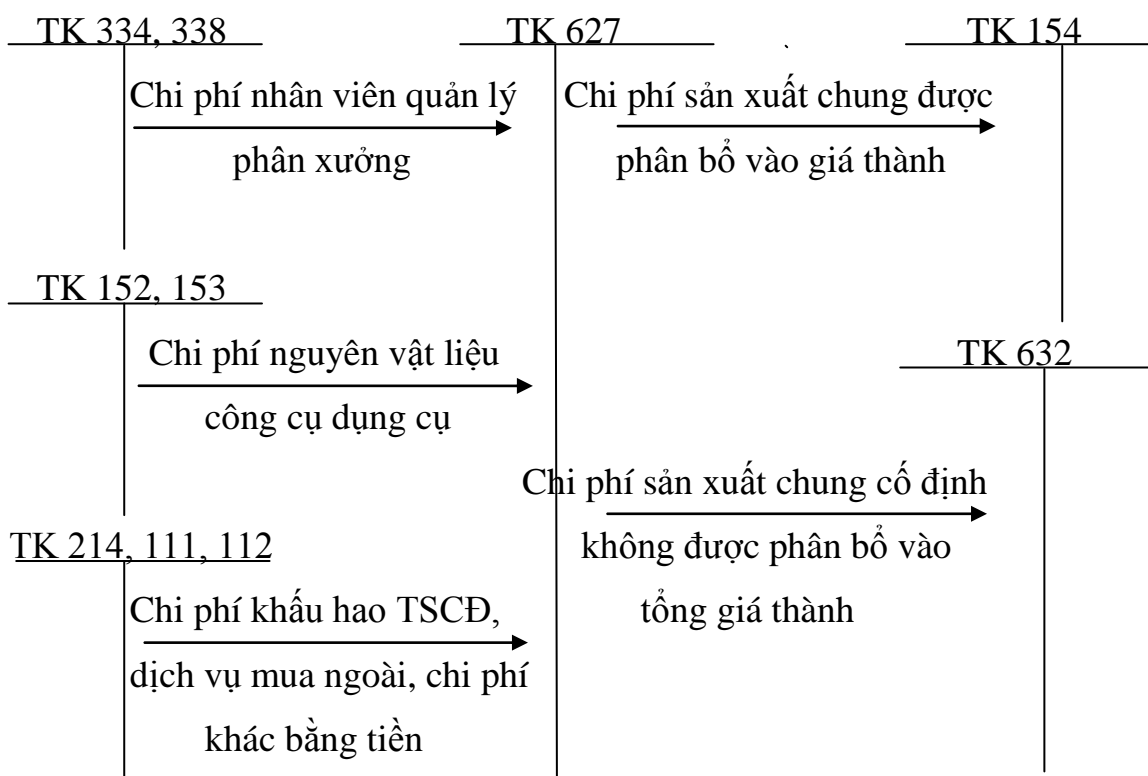 TK 334, 338
TK 627
TK 154
Chi phí nhân viên quản lý
phân xưởng
Chi phí sản xuất chung được
phân bổ vào giá thành
TK 152, 153
Chi phí nguyên vật liệu
công cụ dụng cụ
TK 632
Chi phí sản xuất chung cố định
không được phân bổ vào
tổng giá thành
TK 214, 111, 112
Chi phí khấu hao TSCĐ,
dịch vụ mua ngoài, chi phí
khác bằng tiền